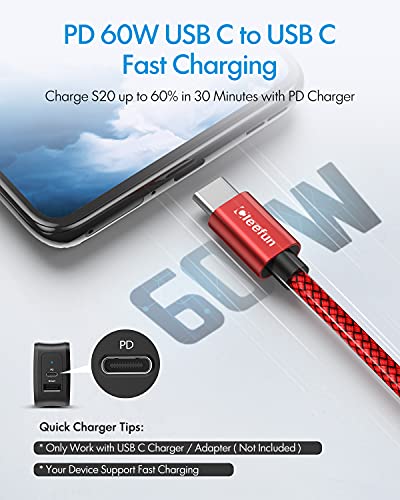 PD 60W USB C to USB C
Fast Charging
Charge S20 up to 60% in 30 Minutes with PD Charger
60W
Cleefun
PD
Quick Charger Tips:
* Only Work with USB C Charger / Adapter ( Not Included )
* Your Device Support Fast Charging